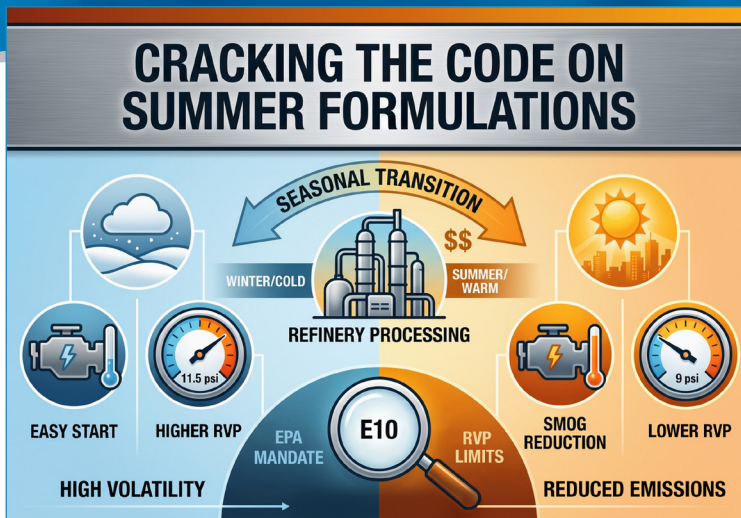 CRACKING THE CODE ON
SUMMER FORMULATIONS
SEASONAL TRANSITION
$$
WINTER/COLD
SUMMER/
WARM
REFINERY PROCESSING
11.5 psi
9 psi
EASY START
HIGHER RVP
SMOG
REDUCTION
LOWER RVP
EPA
MANDATE
E10
RVP
LIMITS
HIGH VOLATILITY
REDUCED EMISSIONS